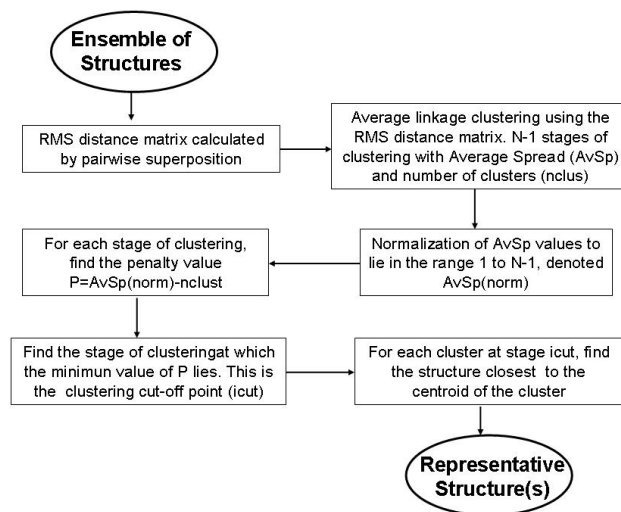 Ensemble of
Structures
RMS distance matrix calculated
by pairwise superposition
Average linkage clustering using the
RMS distance matrix. N-1 stages of
clustering with Average Spread (AvSp)
and number of clusters (nclus)
Normalization of AvSp values to
lie in the range 1 to N-1, denoted
AvSp(norm)
For each stage of clustering,
find the penalty value
P=AvSp(norm)-nclust
Find the stage of clusteringat which
the minimun value of P lies. This is
the clustering cut-off point (icut)
For each cluster at stage icut, find
the structure closest to the
centroid of the cluster
Representative
Structure(s)